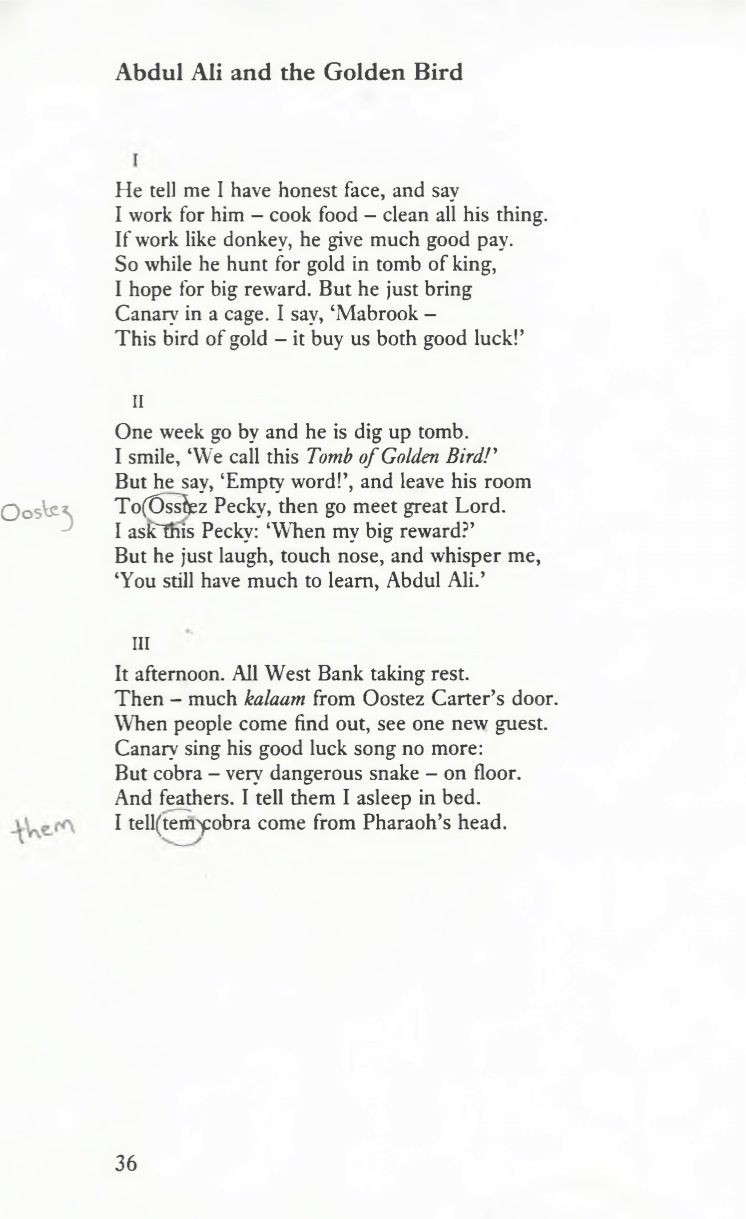 Abdul Ali and the Golden Bird
I
He tell me I have honest face, and say
I work for him – cook food – clean all his thing.
If work like donkey, he give much good pay.
So while he hunt for gold in tomb of king,
I hope for big reward. But he just bring
Canary in a cage. I say, ‘Mabrook –
This bird of gold – it buy us both good luck!’
II
One week go by and he is dig up tomb.
I smile, ‘We call this Tomb of Golden Bird!’
But he say, ‘Empty word!’, and leave his room
Oostez
To Osstez Pecky, then go meet great Lord.
I ask this Pecky: ‘When my big reward?’
But he just laugh, touch nose, and whisper me,
‘You still have much to learn, Abdul Ali.’
III
It afternoon. All West Bank taking rest.
Then – much kalaam from Oostez Carter’s door.
When people come find out, see one new guest.
Canary sing his good luck song no more:
But cobra – very dangerous snake – on floor.
And feathers. I tell them I asleep in bed.
them
I tell tem cobra come from Pharaoh’s head.
36